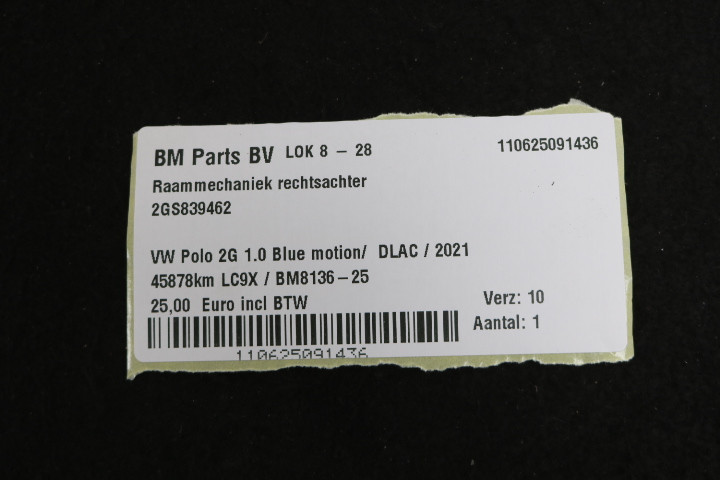 BM Parts BV LOK 8 - 28 110625091436
Raammechaniek rechtsachter
2GS839462
VW Polo 2G 1.0 Blue motion/ DLAC / 2021
45878km LC9X / BM8136-25
25,00 Euro incl BTW
Verz: 10
Aantal: 1
110625091436